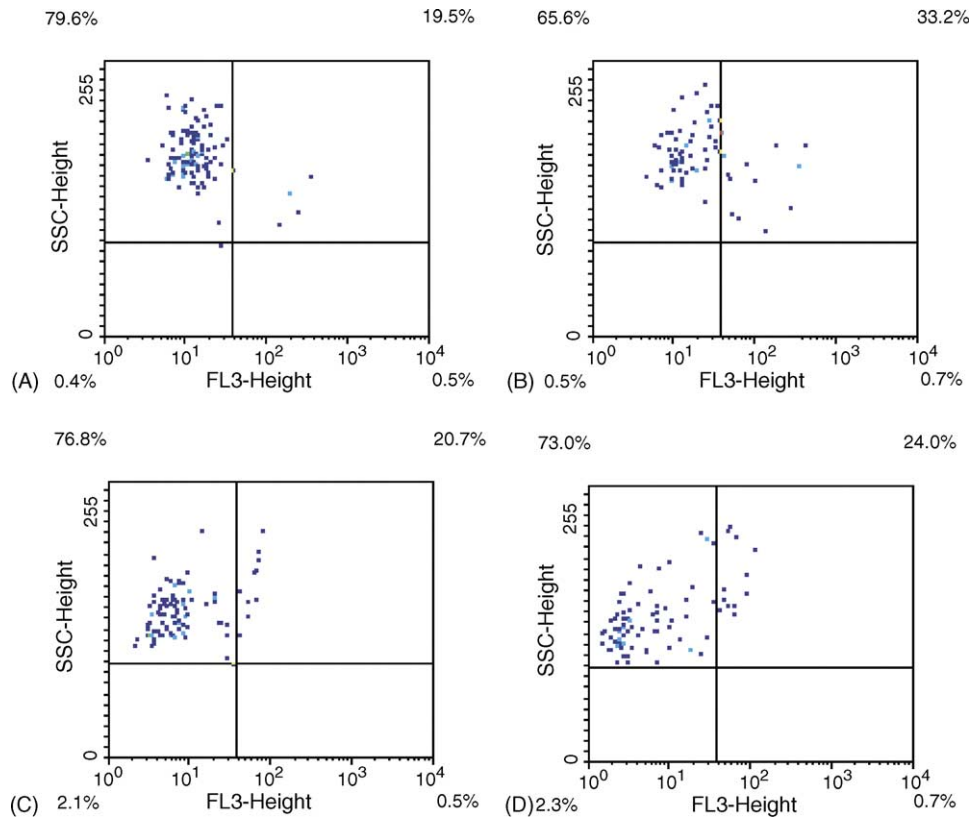 79.6% 19.5%
255
SSC-Height
0
10^0 10^1 10^2 10^3 10^4
FL3-Height
(A) 0.4% 0.5%
65.6% 33.2%
255
SSC-Height
0
10^0 10^1 10^2 10^3 10^4
FL3-Height
(B) 0.5% 0.7%
76.8% 20.7%
255
SSC-Height
0
10^0 10^1 10^2 10^3 10^4
FL3-Height
(C) 2.1% 0.5%
73.0% 24.0%
255
SSC-Height
0
10^0 10^1 10^2 10^3 10^4
FL3-Height
(D) 2.3% 0.7%